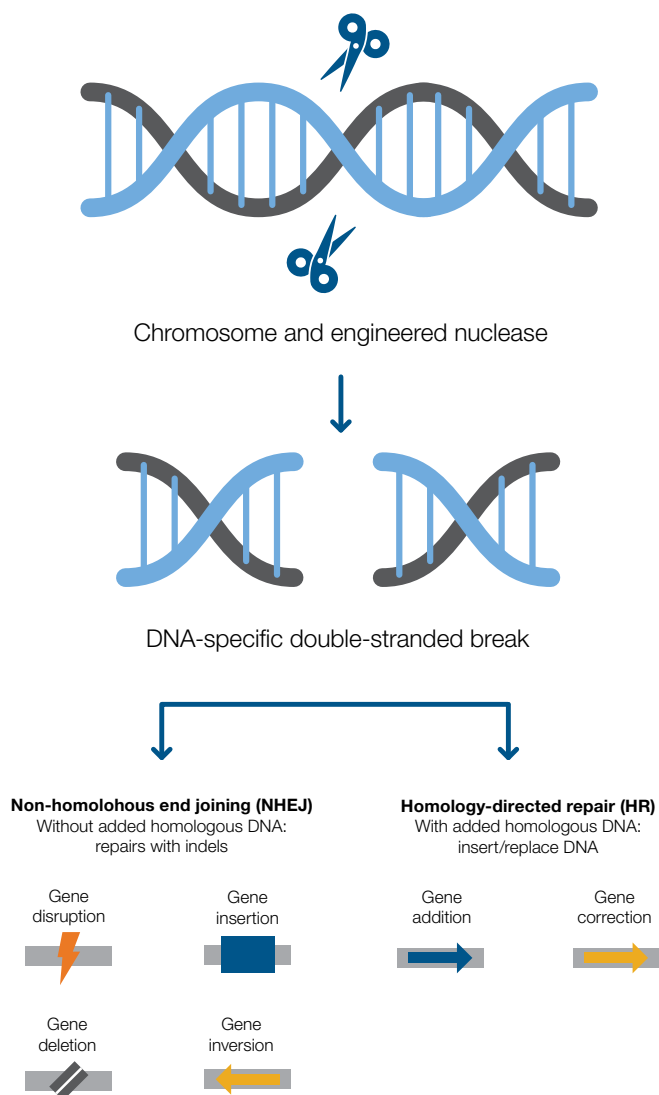 Chromosome and engineered nuclease
DNA-specific double-stranded break
Non-homolohous end joining (NHEJ)
Without added homologous DNA:
repairs with indels
Gene
disruption
Gene
insertion
Gene
deletion
Gene
inversion
Homology-directed repair (HR)
With added homologous DNA:
insert/replace DNA
Gene
addition
Gene
correction